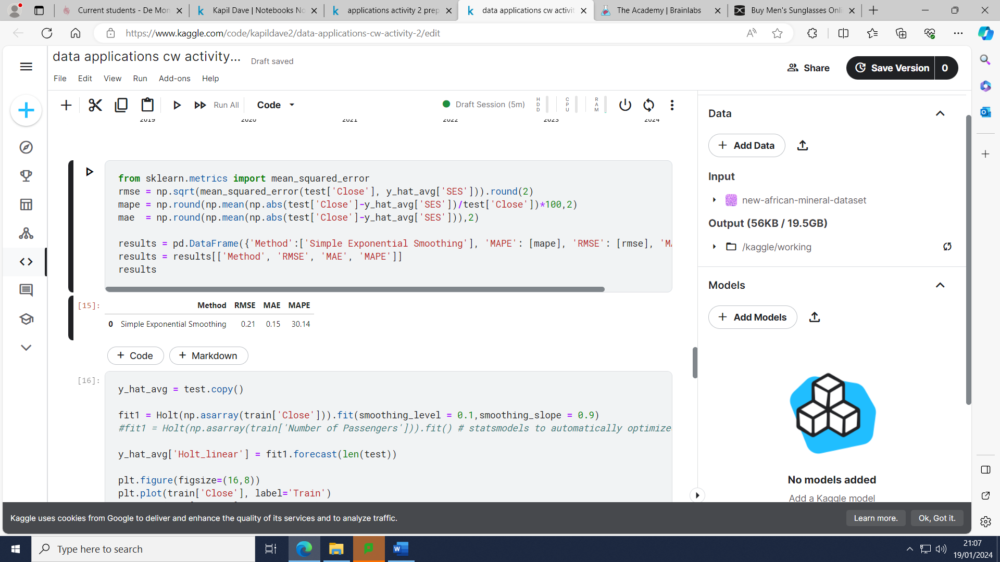 Current students - De Mon
Kapil Dave | Notebooks No
applications activity 2 prep
data applications cw activit
The Academy | Brainlabs
Buy Men's Sunglasses Onli
https://www.kaggle.com/code/kapildave2/data-applications-cw-activity-2/edit
data applications cw activity...
Draft saved
Share
Save Version
0
File
Edit
View
Run
Add-ons
Help
Run All
Code
Draft Session (5m)
HDD
CPU
RAM
2019
2020
2021
2022
2023
2024
from sklearn.metrics import mean_squared_error
rmse = np.sqrt(mean_squared_error(test['Close'], y_hat_avg['SES'])).round(2)
mape = np.round(np.mean(np.abs(test['Close']-y_hat_avg['SES'])/test['Close'])*100,2)
mae  = np.round(np.mean(np.abs(test['Close']-y_hat_avg['SES'])),2)
results = pd.DataFrame({'Method':['Simple Exponential Smoothing'], 'MAPE': [mape], 'RMSE': [rmse], 'MA
results = results[['Method', 'RMSE', 'MAE', 'MAPE']]
results
[15]:
Method RMSE MAE MAPE
0 Simple Exponential Smoothing 0.21 0.15 30.14
+ Code
+ Markdown
[16]:
y_hat_avg = test.copy()
fit1 = Holt(np.asarray(train['Close'])).fit(smoothing_level = 0.1,smoothing_slope = 0.9)
#fit1 = Holt(np.asarray(train['Number of Passengers'])).fit() # statsmodels to automatically optimize
y_hat_avg['Holt_linear'] = fit1.forecast(len(test))
plt.figure(figsize=(16,8))
plt.plot(train['Close'], label='Train')
Data
+ Add Data
Input
new-african-mineral-dataset
Output (56KB / 19.5GB)
/kaggle/working
Models
+ Add Models
No models added
Add a Kaggle model
Kaggle uses cookies from Google to deliver and enhance the quality of its services and to analyze traffic.
Learn more.
Ok, Got it.
Type here to search
21:07
19/01/2024